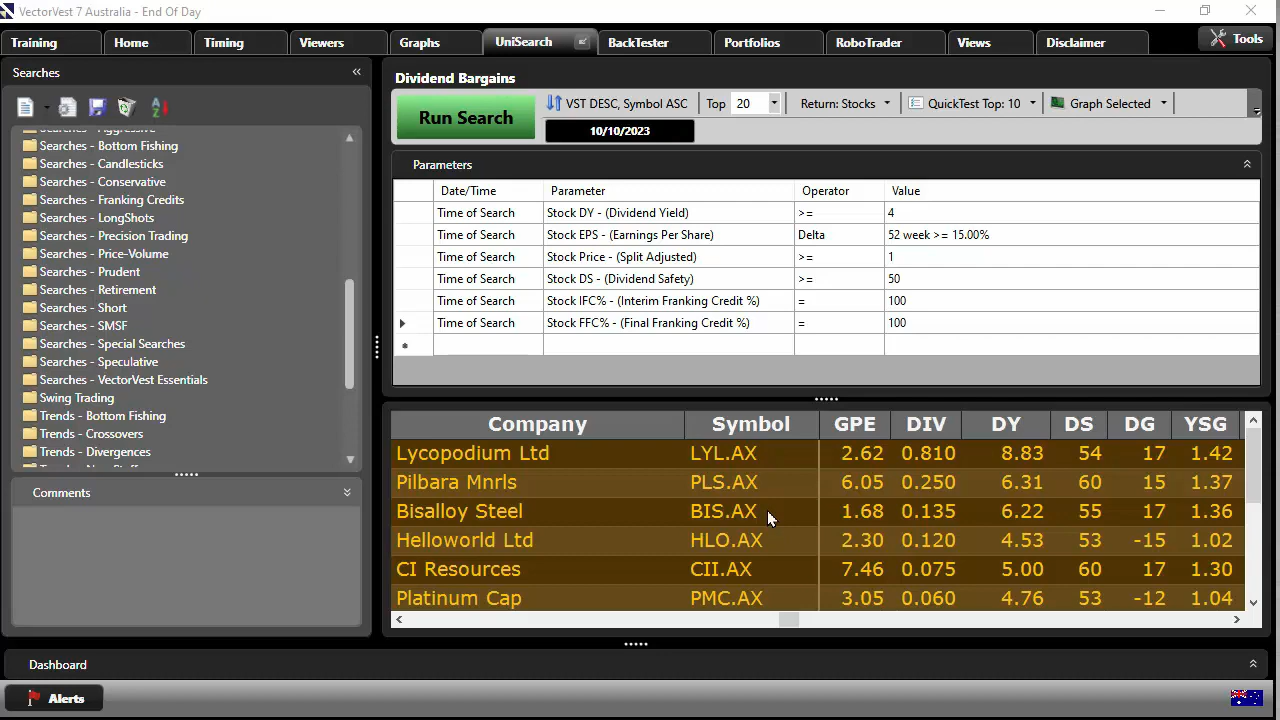 VectorVest 7 Australia - End Of Day
Training Home Timing Viewers Graphs UniSearch BackTester Portfolios RoboTrader Views Disclaimer Tools
Searches
Searches - Aggressive
Searches - Bottom Fishing
Searches - Candlesticks
Searches - Conservative
Searches - Franking Credits
Searches - LongShots
Searches - Precision Trading
Searches - Price-Volume
Searches - Prudent
Searches - Retirement
Searches - Short
Searches - SMSF
Searches - Special Searches
Searches - Speculative
Searches - VectorVest Essentials
Swing Trading
Trends - Bottom Fishing
Trends - Crossovers
Trends - Divergences
Comments
Dividend Bargains
Run Search
VST DESC, Symbol ASC Top 20 Return: Stocks QuickTest Top: 10 Graph Selected
10/10/2023
Parameters
Date/Time Parameter Operator Value
Time of Search Stock DY - (Dividend Yield) >= 4
Time of Search Stock EPS - (Earnings Per Share) Delta 52 week >= 15.00%
Time of Search Stock Price - (Split Adjusted) >= 1
Time of Search Stock DS - (Dividend Safety) >= 50
Time of Search Stock IFC% - (Interim Franking Credit %) = 100
Time of Search Stock FFC% - (Final Franking Credit %) = 100
Company Symbol GPE DIV DY DS DG YSG
Lycopodium Ltd LYL.AX 2.62 0.810 8.83 54 17 1.42
Pilbara Mnrls PLS.AX 6.05 0.250 6.31 60 15 1.37
Bisalloy Steel BIS.AX 1.68 0.135 6.22 55 17 1.36
Helloworld Ltd HLO.AX 2.30 0.120 4.53 53 -15 1.02
CI Resources CII.AX 7.46 0.075 5.00 60 17 1.30
Platinum Cap PMC.AX 3.05 0.060 4.76 53 -12 1.04
Dashboard
Alerts